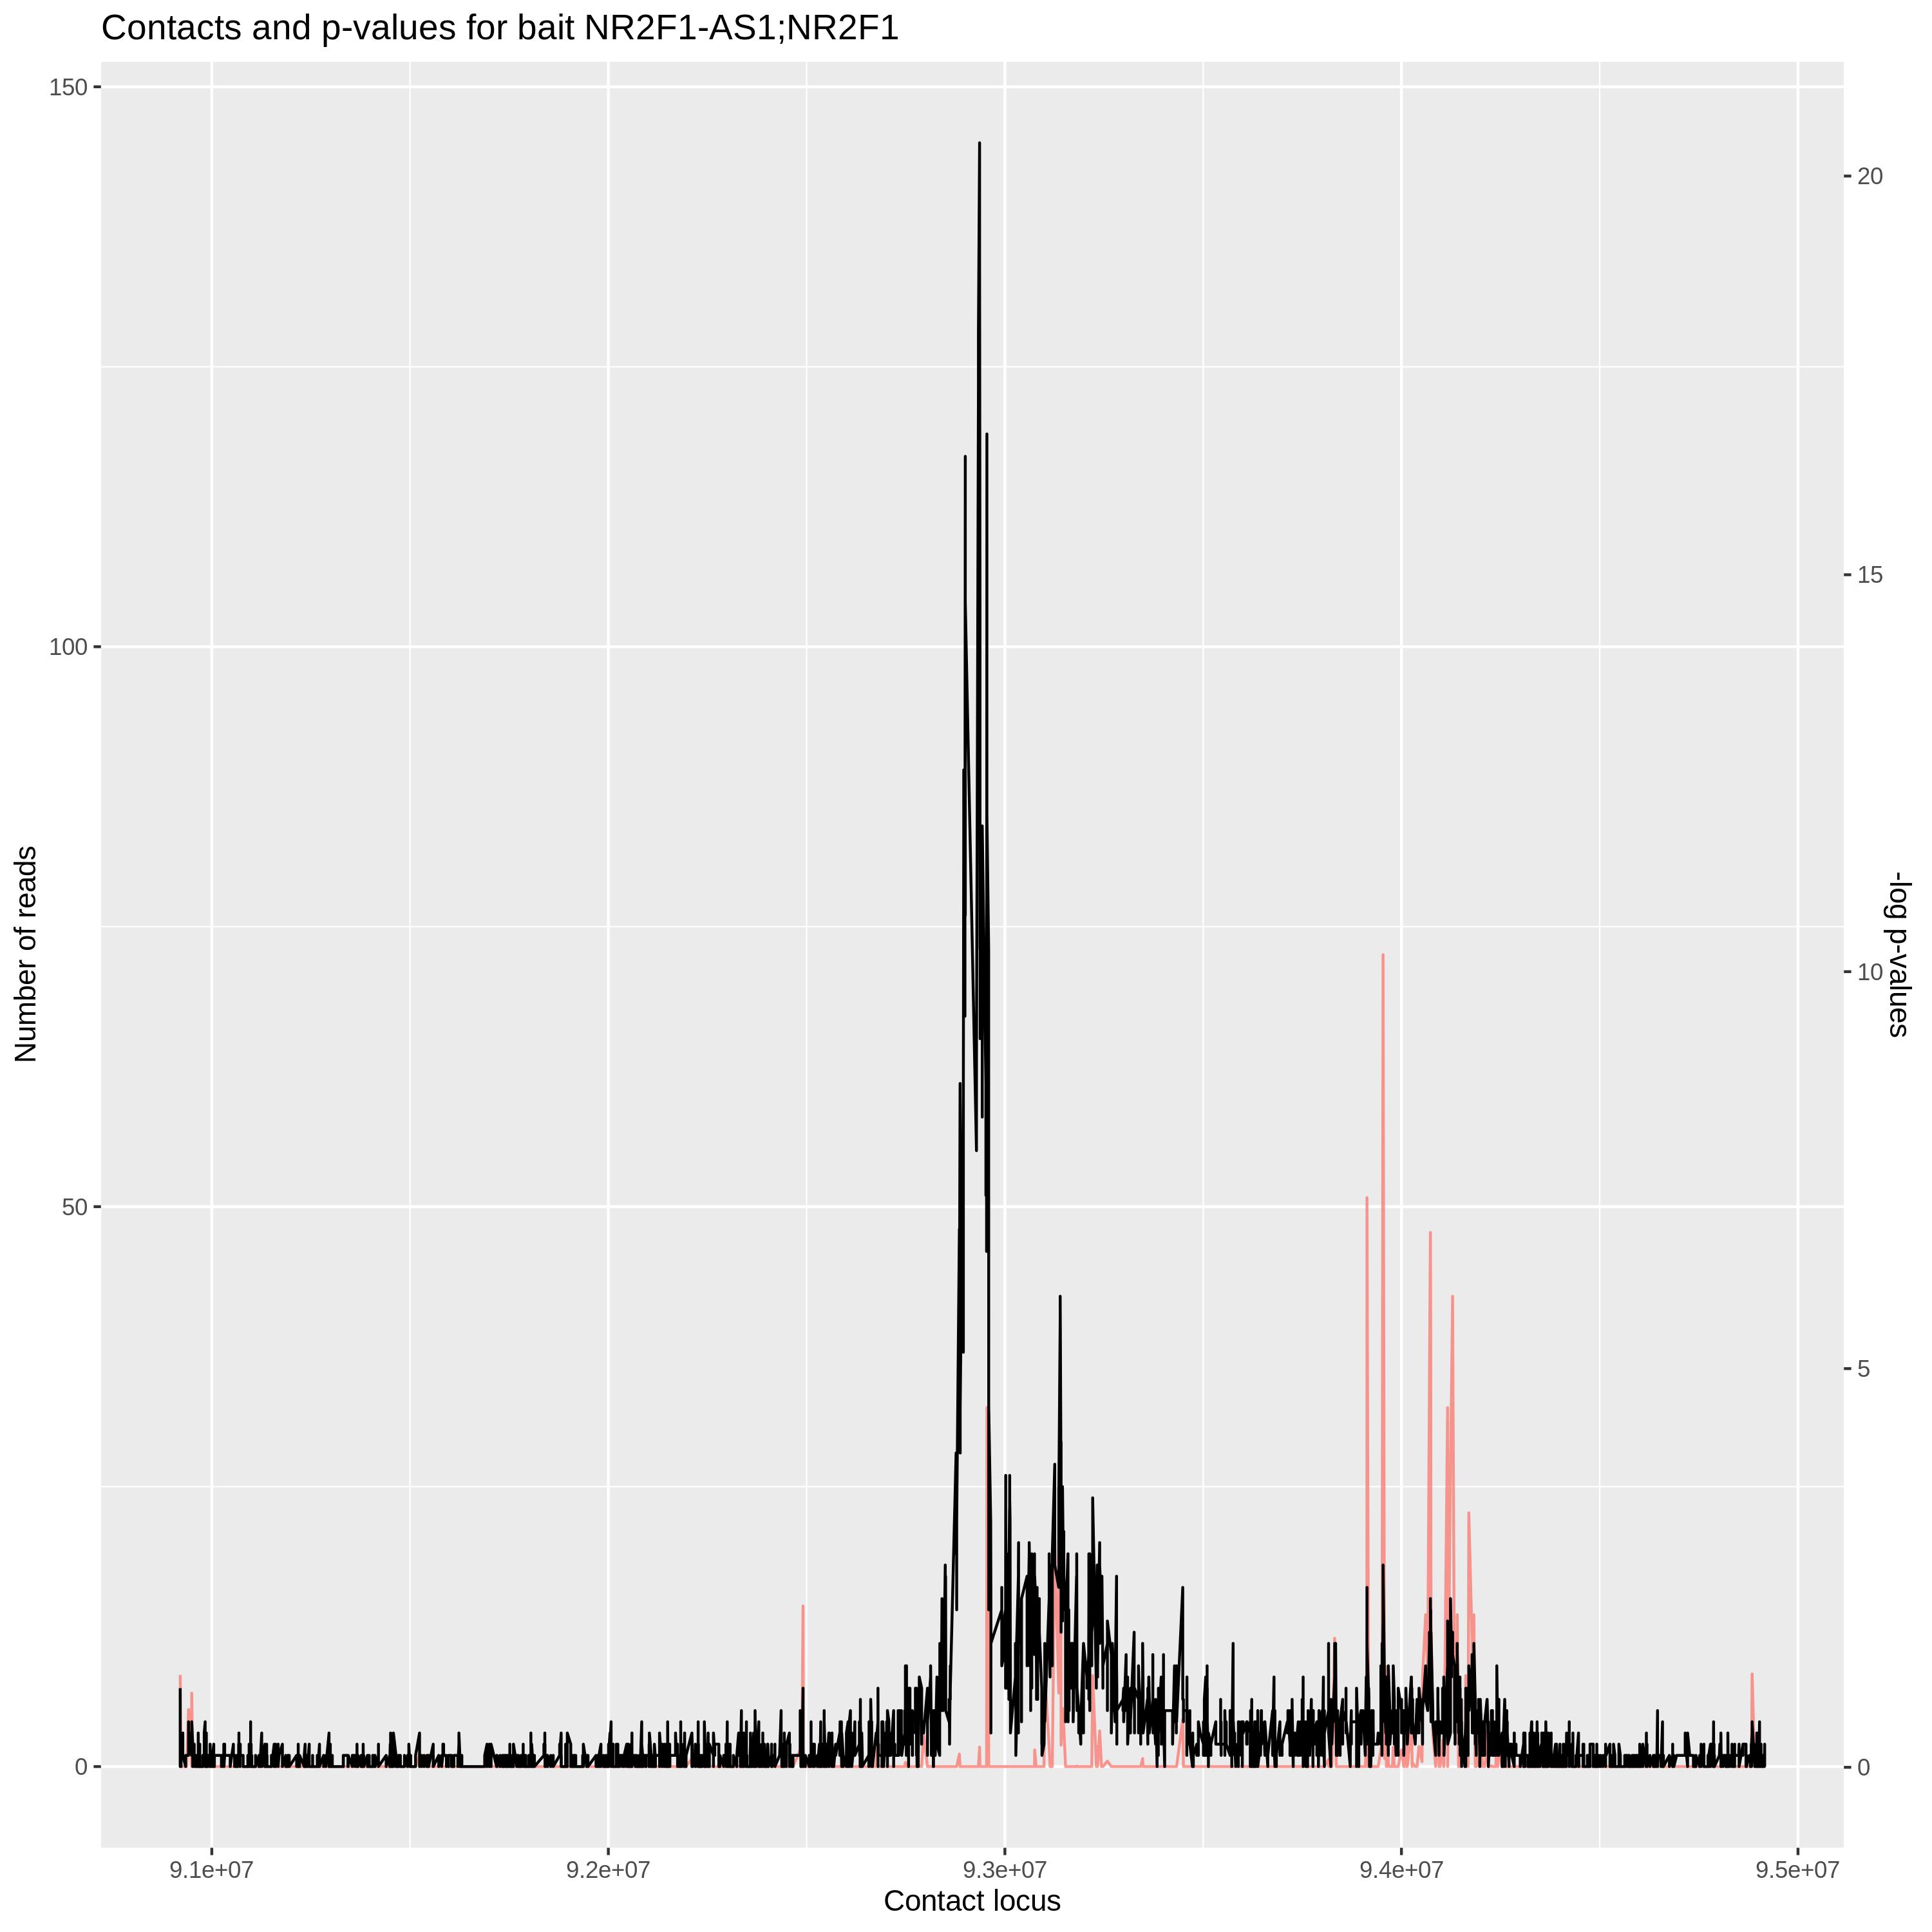 Contacts and p-values for bait NR2F1-AS1;NR2F1
150
100
50
0
Number of reads
20
15
10
5
0
-log p-values
9.1e+07
9.2e+07
9.3e+07
9.4e+07
9.5e+07
Contact locus